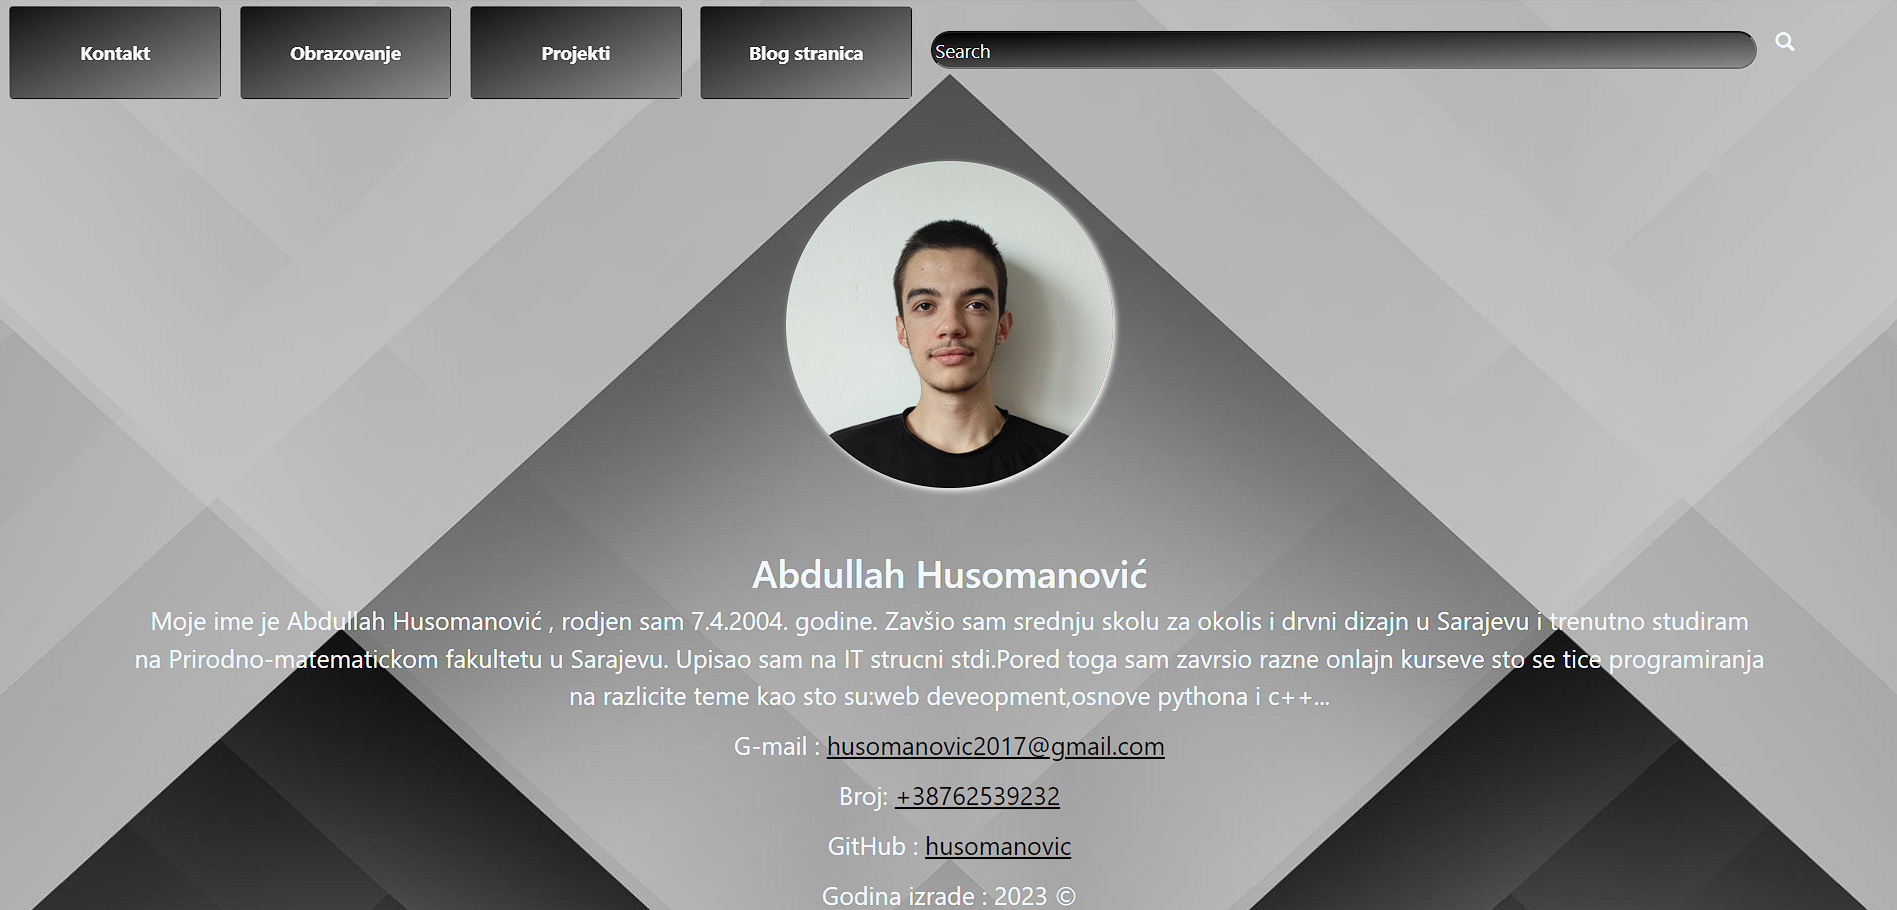 Kontakt
Obrazovanje
Projekti
Blog stranica
Search
Abdullah Husomanović
Moje ime je Abdullah Husomanović , rodjen sam 7.4.2004. godine. Zavšio sam srednju skolu za okolis i drvni dizajn u Sarajevu i trenutno studiram
na Prirodno-matematickom fakultetu u Sarajevu. Upisao sam na IT strucni stdi.Pored toga sam zavrsio razne onlajn kurseve sto se tice programiranja
na razlicite teme kao sto su:web deveopment,osnove pythona i c++...
G-mail : husomanovic2017@gmail.com
Broj: +38762539232
GitHub : husomanovic
Godina izrade : 2023 ©